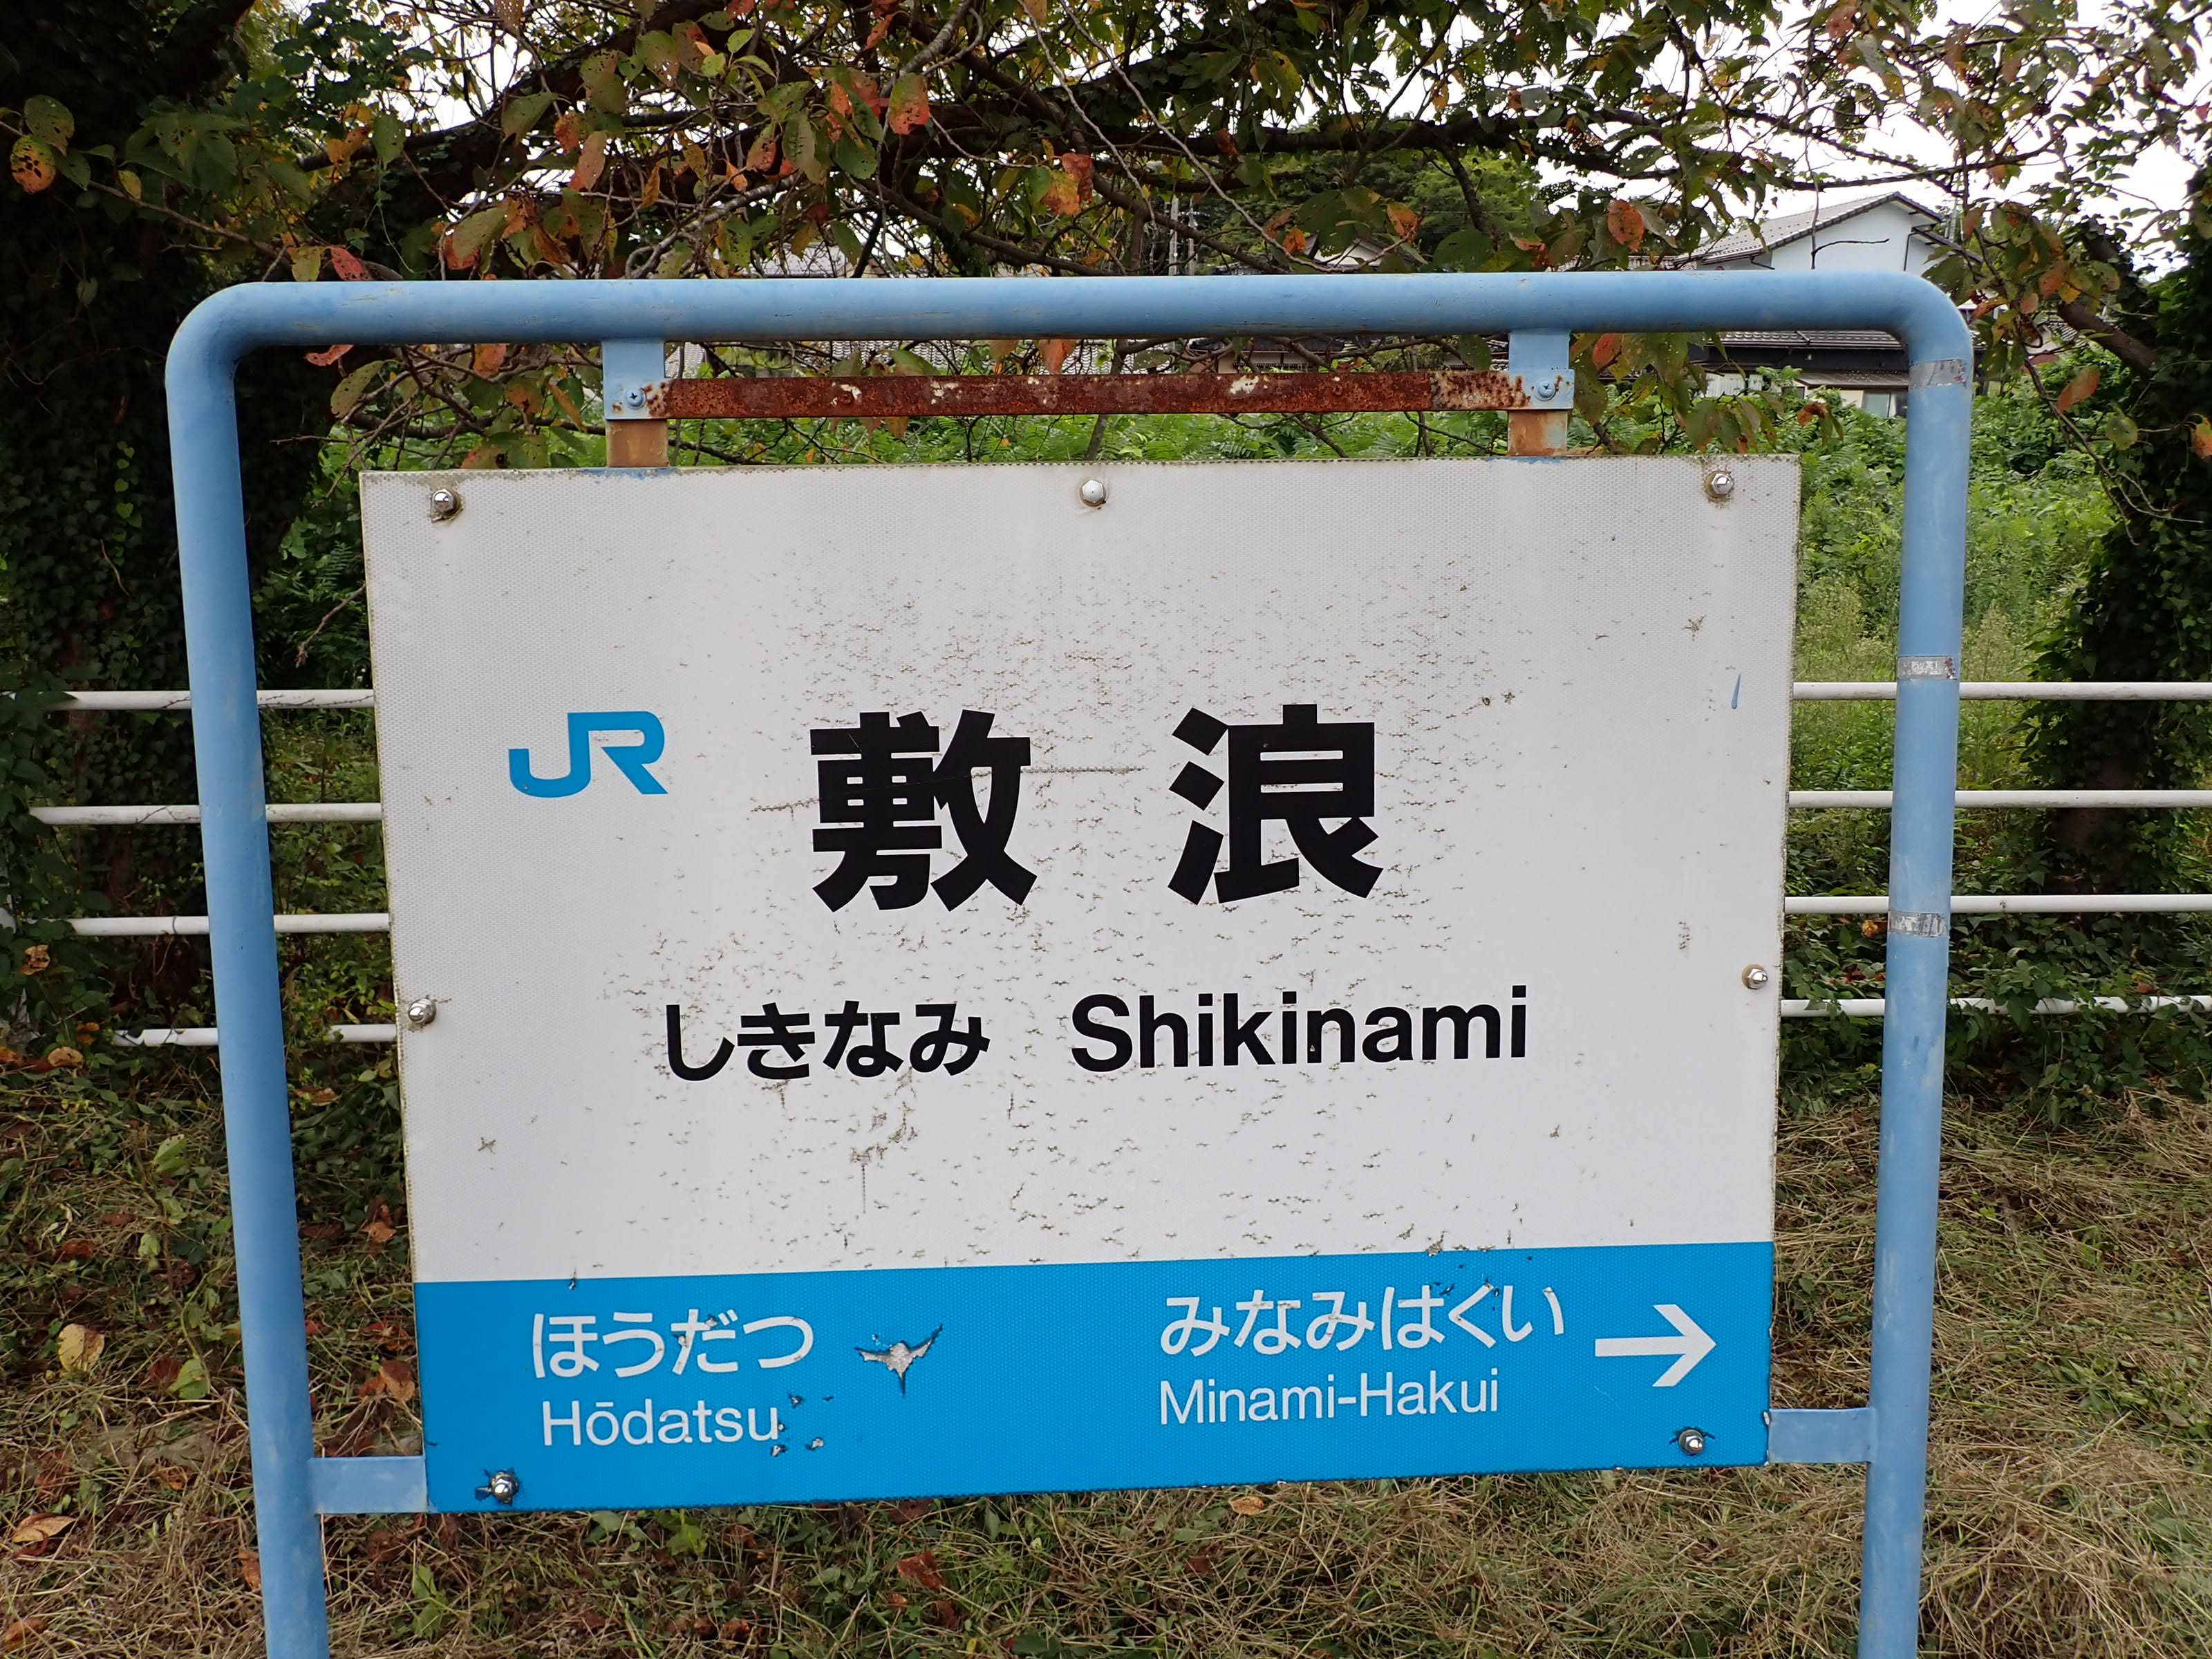 JR 敷浪
しきなみ Shikinami
ほうだつ みなみはくい →
Hōdatsu Minami-Hakui